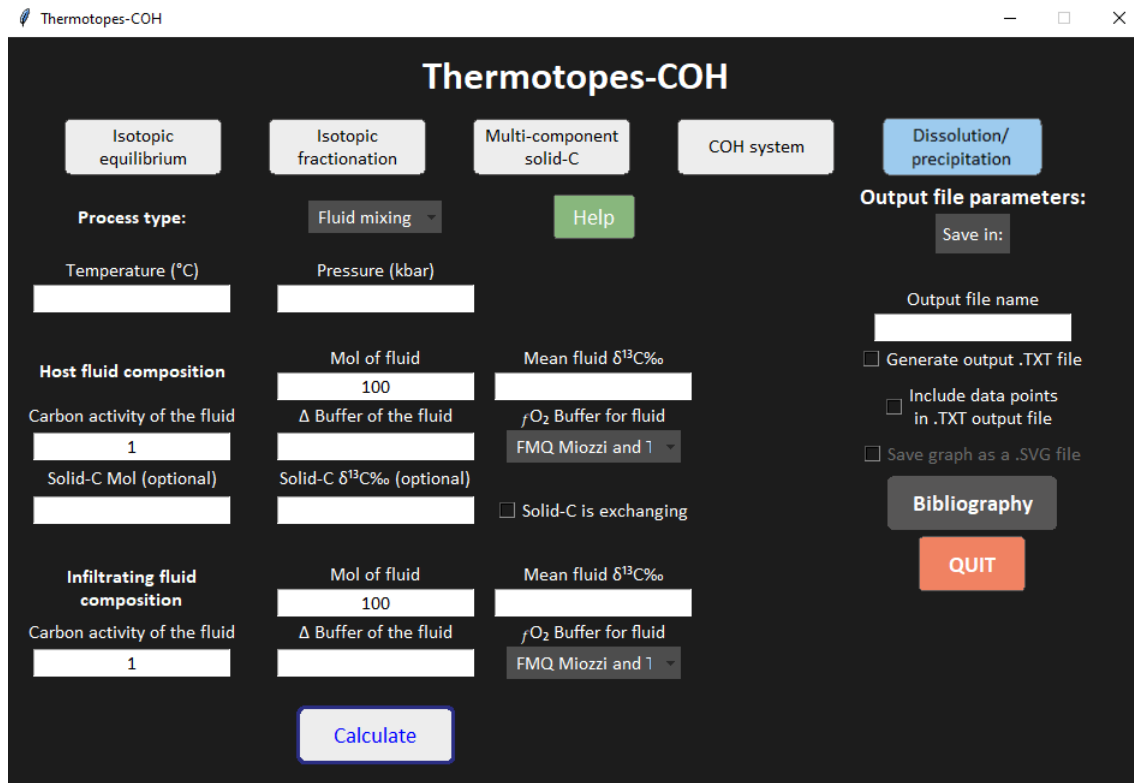 Thermotopes-COH
Thermotopes-COH
Isotopic
equilibrium
Isotopic
fractionation
Multi-component
solid-C
COH system
Dissolution/
precipitation
Process type:
Fluid mixing
Help
Output file parameters:
Save in:
Temperature (°C)
Pressure (kbar)
Output file name
Generate output .TXT file
Include data points
in .TXT output file
Save graph as a .SVG file
Bibliography
QUIT
Host fluid composition
Mol of fluid
100
Mean fluid δ¹³C‰
Carbon activity of the fluid
1
Δ Buffer of the fluid
ƒO₂ Buffer for fluid
FMQ Miozzi and T
Solid-C Mol (optional)
Solid-C δ¹³C‰ (optional)
Solid-C is exchanging
Infiltrating fluid
composition
Mol of fluid
100
Mean fluid δ¹³C‰
Carbon activity of the fluid
1
Δ Buffer of the fluid
ƒO₂ Buffer for fluid
FMQ Miozzi and T
Calculate